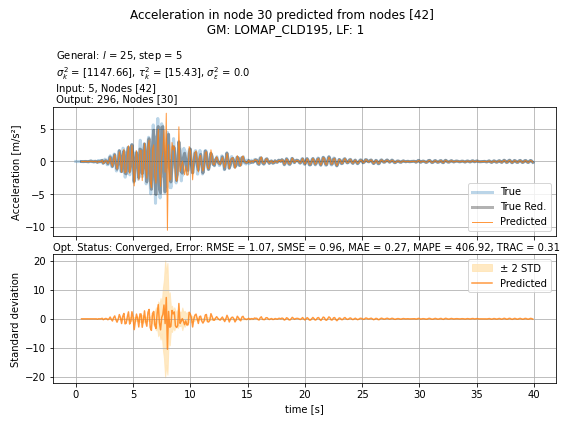 Acceleration in node 30 predicted from nodes [42]
GM: LOMAP_CLD195, LF: 1
General: l = 25, step = 5
σ²_k = [1147.66], τ²_k = [15.43], σ²_ε = 0.0
Input: 5, Nodes [42]
Output: 296, Nodes [30]
Acceleration [m/s²]
5
0
−5
−10
True
True Red.
Predicted
Opt. Status: Converged, Error: RMSE = 1.07, SMSE = 0.96, MAE = 0.27, MAPE = 406.92, TRAC = 0.31
Standard deviation
20
10
0
−10
−20
± 2 STD
Predicted
0 5 10 15 20 25 30 35 40
time [s]